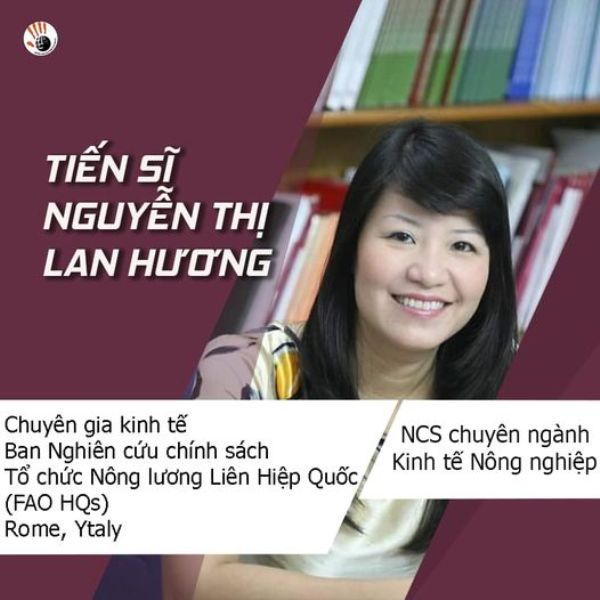 TIẾN SĨ
NGUYỄN THỊ
LAN HƯƠNG
Chuyên gia kinh tế
Ban Nghiên cứu chính sách
Tổ chức Nông lương Liên Hiệp Quốc
(FAO HQs)
Rome, Ytaly
NCS chuyên ngành
Kinh tế Nông nghiệp